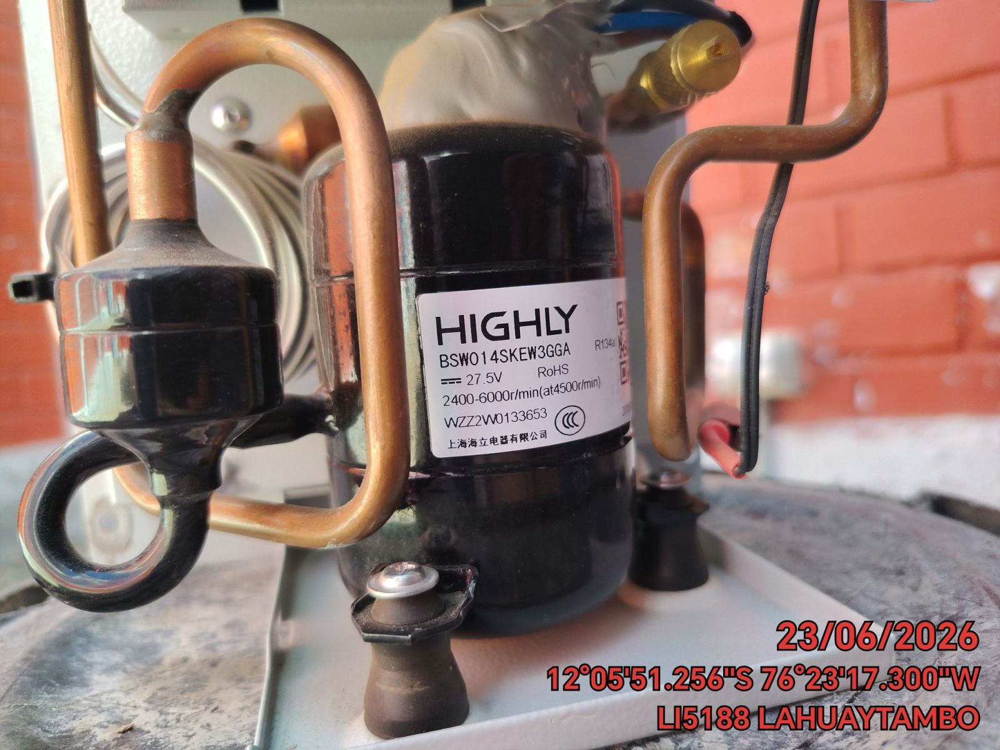 HIGHLY
BSW014SKEW3GGA
R134a
⎓ 27.5V RoHS
2400-6000r/min(at4500r/min)
WZZ2W0133653
CCC
上海海立电器有限公司
23/06/2026
12°05'51.256"S 76°23'17.300"W
LI5188 LAHUAYTAMBO